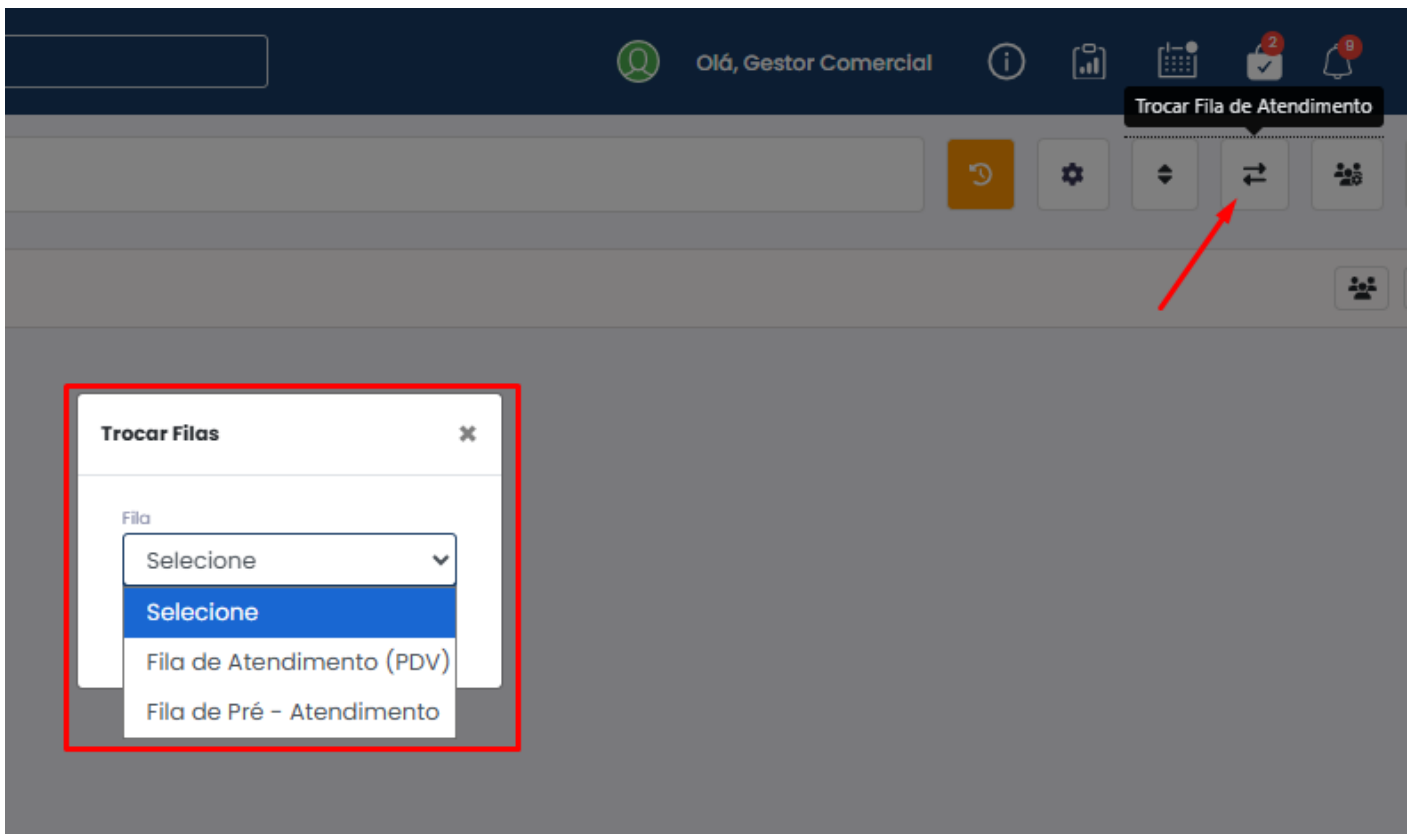 Olá, Gestor Comercial
2
9
Trocar Fila de Atendimento
Trocar Filas
Fila
Selecione
Selecione
Fila de Atendimento (PDV)
Fila de Pré - Atendimento